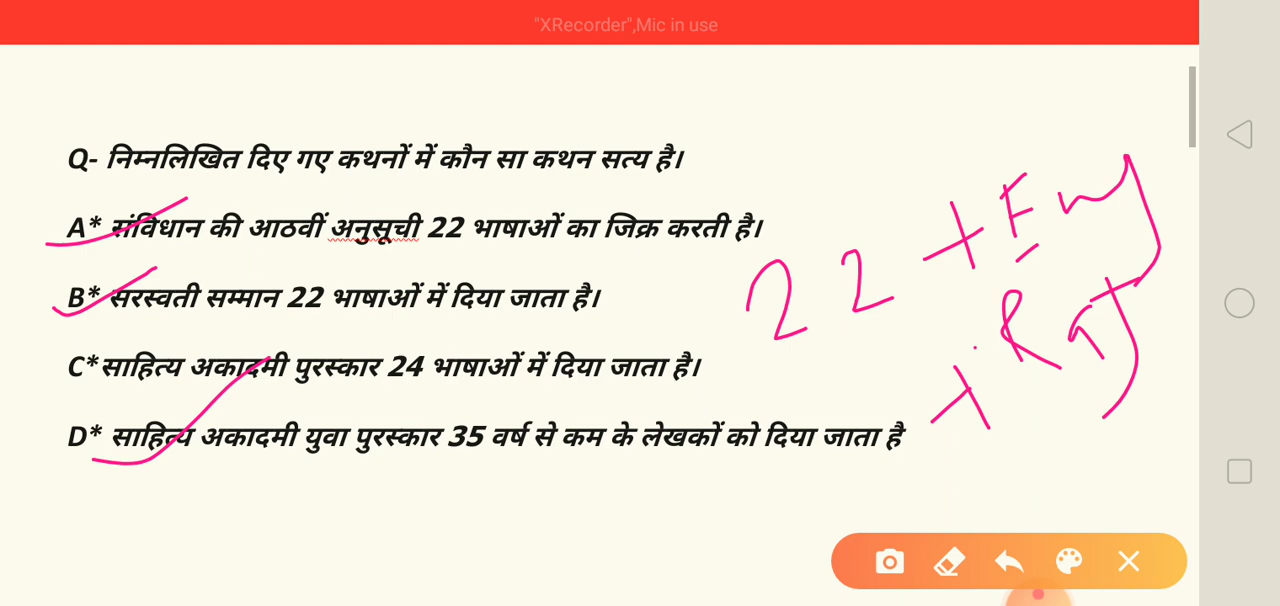 "XRecorder",Mic in use
Q- निम्नलिखित दिए गए कथनों में कौन सा कथन सत्य है।
A* संविधान की आठवीं अनुसूची 22 भाषाओं का जिक्र करती है।
B* सरस्वती सम्मान 22 भाषाओं में दिया जाता है।
C*साहित्य अकादमी पुरस्कार 24 भाषाओं में दिया जाता है।
D* साहित्य अकादमी युवा पुरस्कार 35 वर्ष से कम के लेखकों को दिया जाता है
22 + Eng
+ Raj